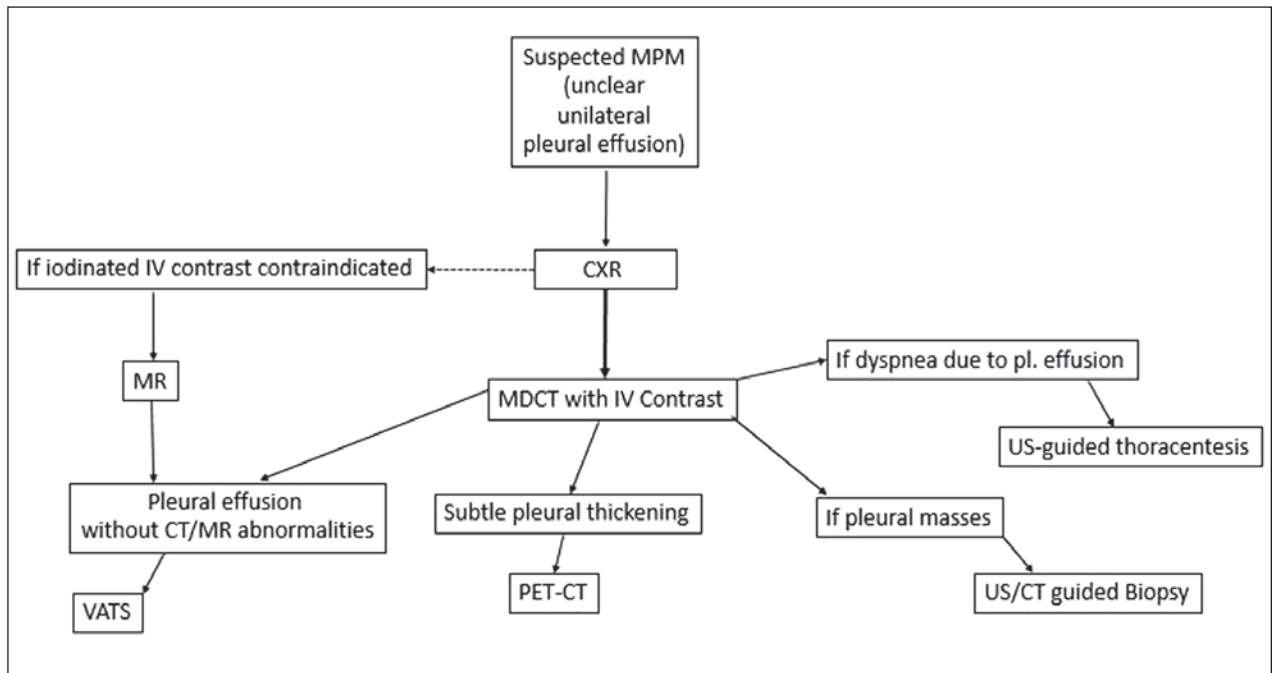 Suspected MPM
(unclear
unilateral
pleural effusion)
If iodinated IV contrast contraindicated
CXR
MR
If dyspnea due to pl. effusion
MDCT with IV Contrast
US-guided thoracentesis
Pleural effusion
without CT/MR abnormalities
Subtle pleural thickening
If pleural masses
VATS
PET-CT
US/CT guided Biopsy